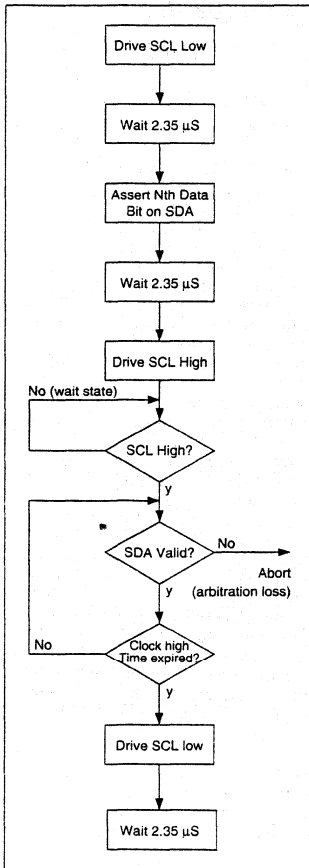 Drive SCL Low
Wait 2.35 μS
Assert Nth Data
Bit on SDA
Wait 2.35 μS
Drive SCL High
No (wait state)
SCL High?
y
SDA Valid?
No
Abort
(arbitration loss)
y
Clock high
Time expired?
No
y
Drive SCL low
Wait 2.35 μS